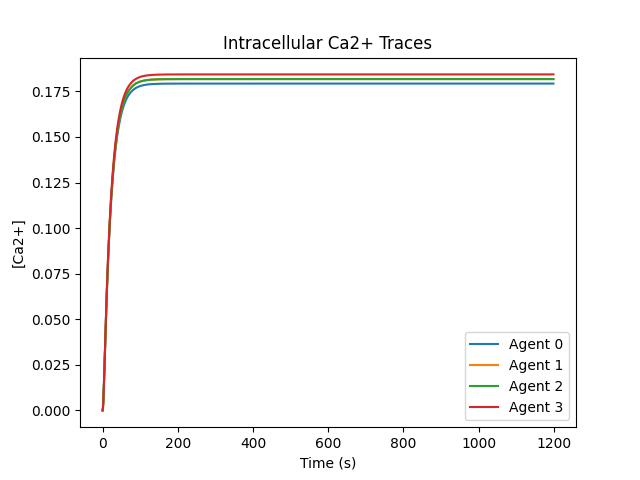 Intracellular Ca2+ Traces
[Ca2+]
0.175
0.150
0.125
0.100
0.075
0.050
0.025
0.000
Agent 0
Agent 1
Agent 2
Agent 3
0 200 400 600 800 1000 1200
Time (s)